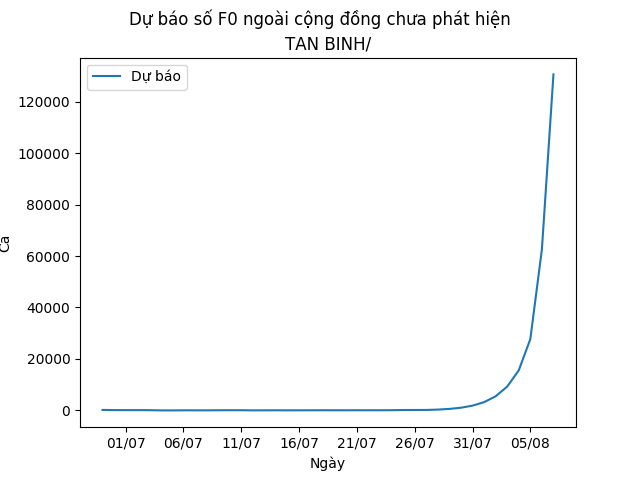 Dự báo số F0 ngoài cộng đồng chưa phát hiện
TAN BINH/
Dự báo
120000
100000
80000
60000
40000
20000
0
Ca
01/07 06/07 11/07 16/07 21/07 26/07 31/07 05/08
Ngày